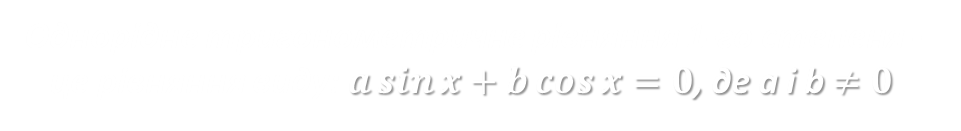 a sin x + b cos x = 0, де a і b ≠ 0